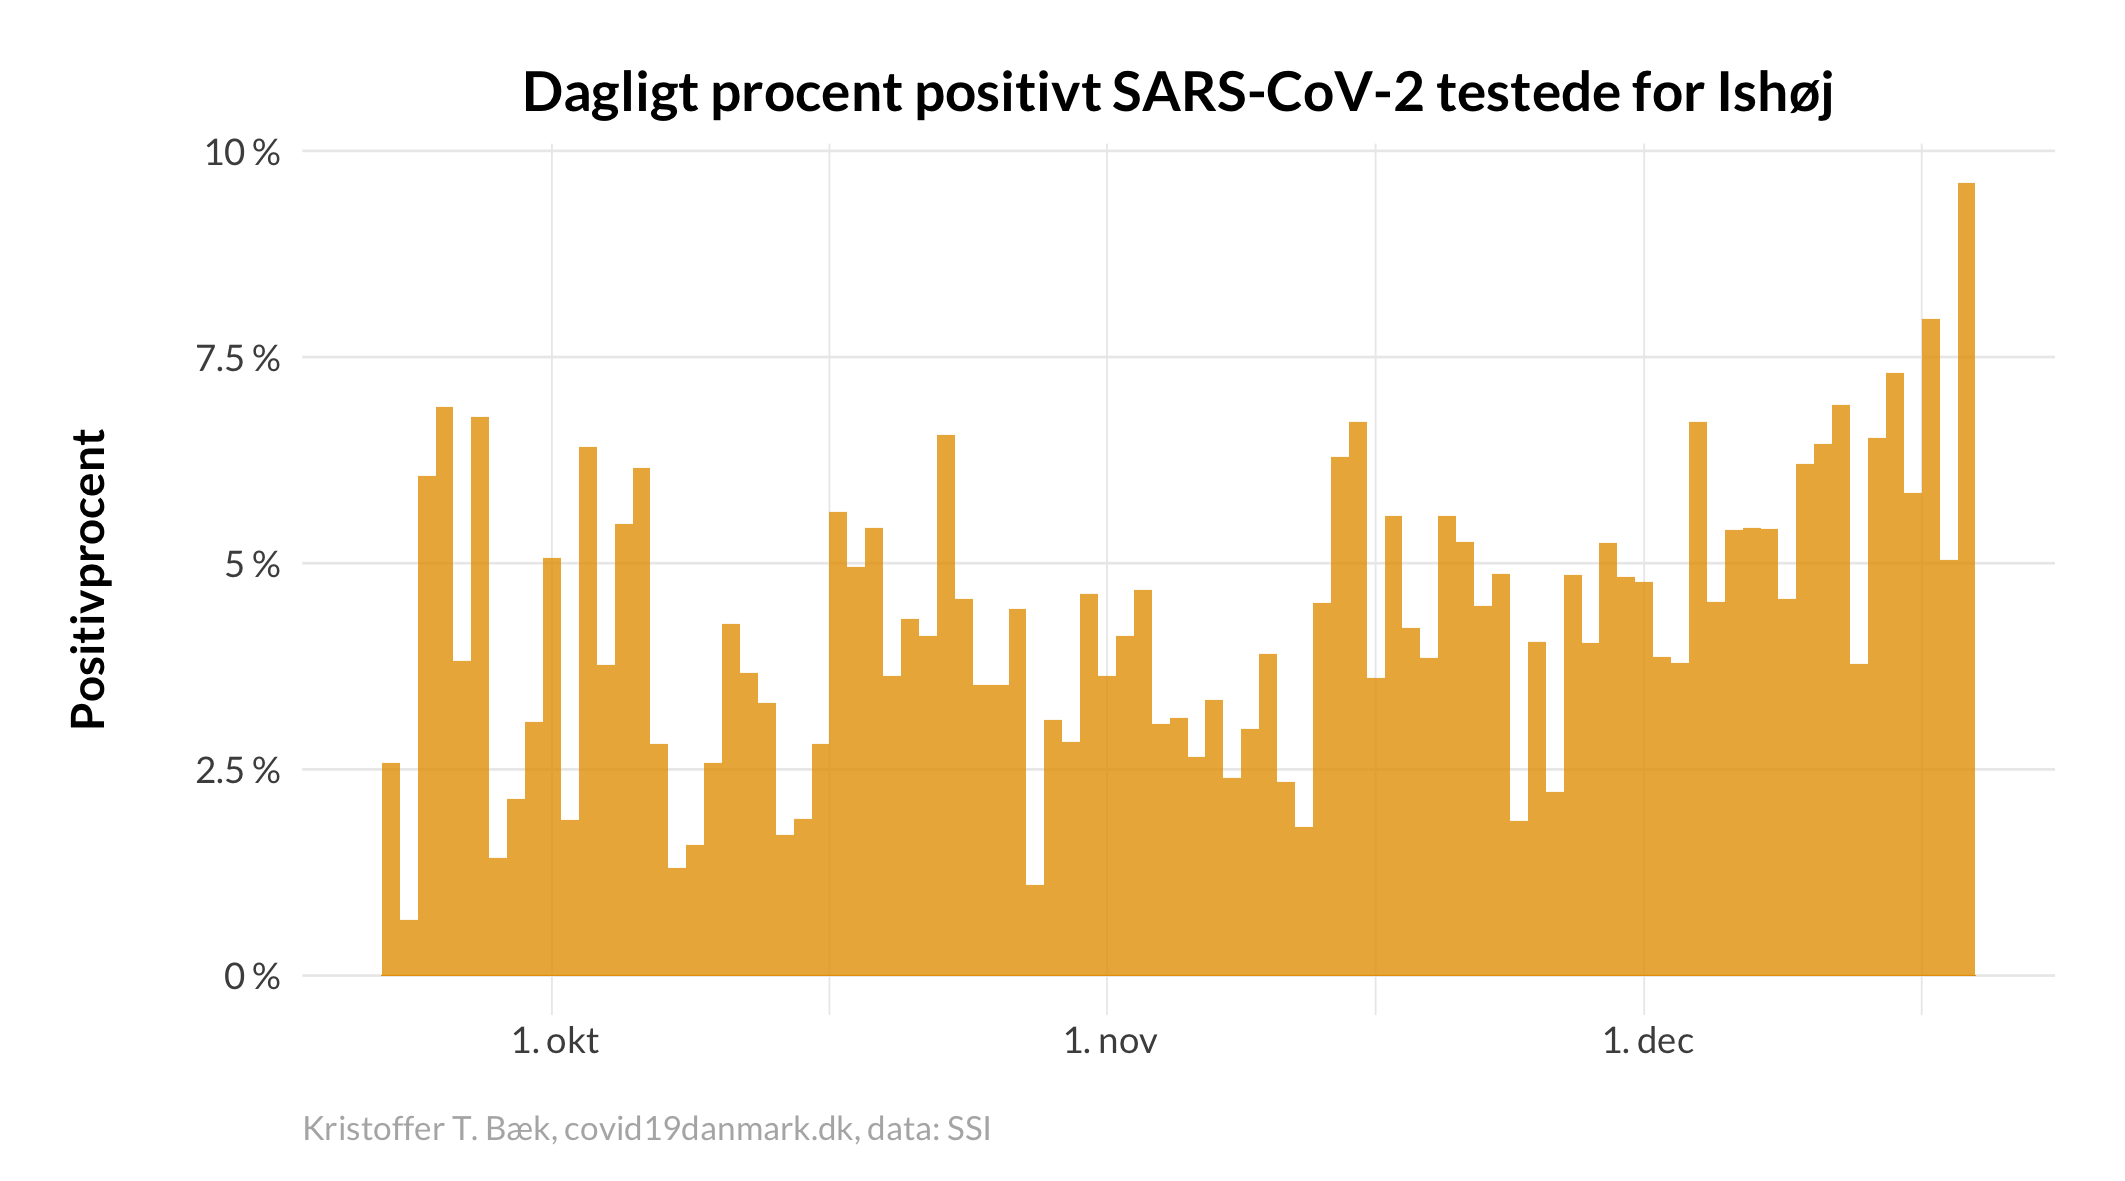 Dagligt procent positivt SARS-CoV-2 testede for Ishøj
Positivprocent
10 %
7.5 %
5 %
2.5 %
0 %
1. okt
1. nov
1. dec
Kristoffer T. Bæk, covid19danmark.dk, data: SSI